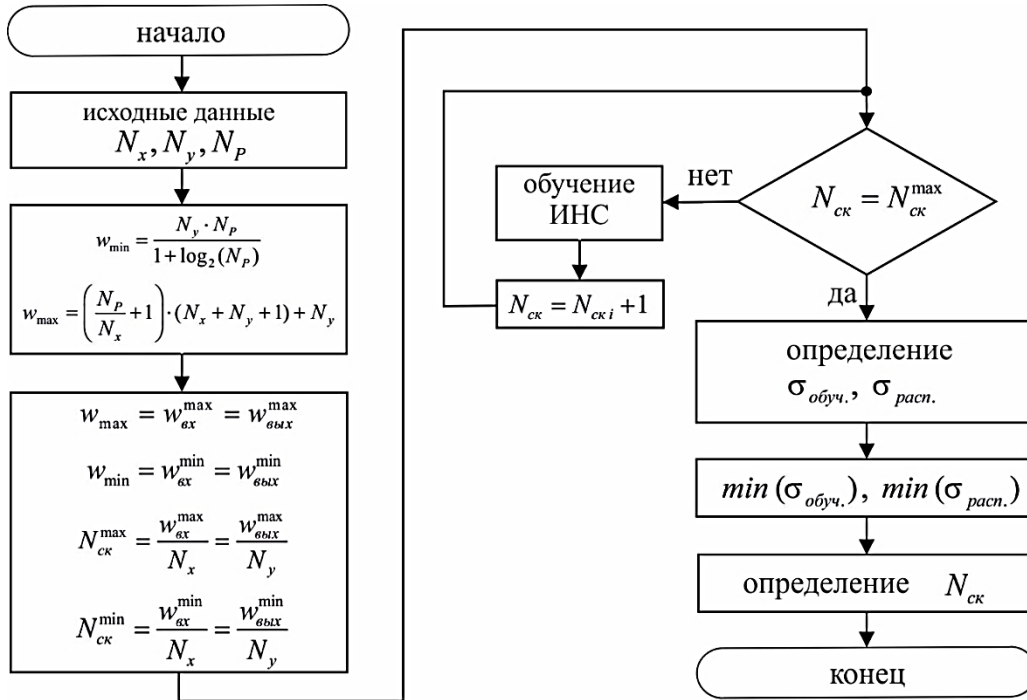 начало
исходные данные
N_x, N_y, N_P
w_min = (N_y · N_P) / (1 + log_2(N_P))
w_max = (N_P / N_x + 1) · (N_x + N_y + 1) + N_y
w_max = w_вх^max = w_вых^max
w_min = w_вх^min = w_вых^min
N_ск^max = w_вх^max / N_x = w_вых^max / N_y
N_ск^min = w_вх^min / N_x = w_вых^min / N_y
N_ск = N_ск^max
нет
обучение
ИНС
N_ск = N_ск i + 1
да
определение
σ_обуч., σ_расп.
min(σ_обуч.), min(σ_расп.)
определение N_ск
конец